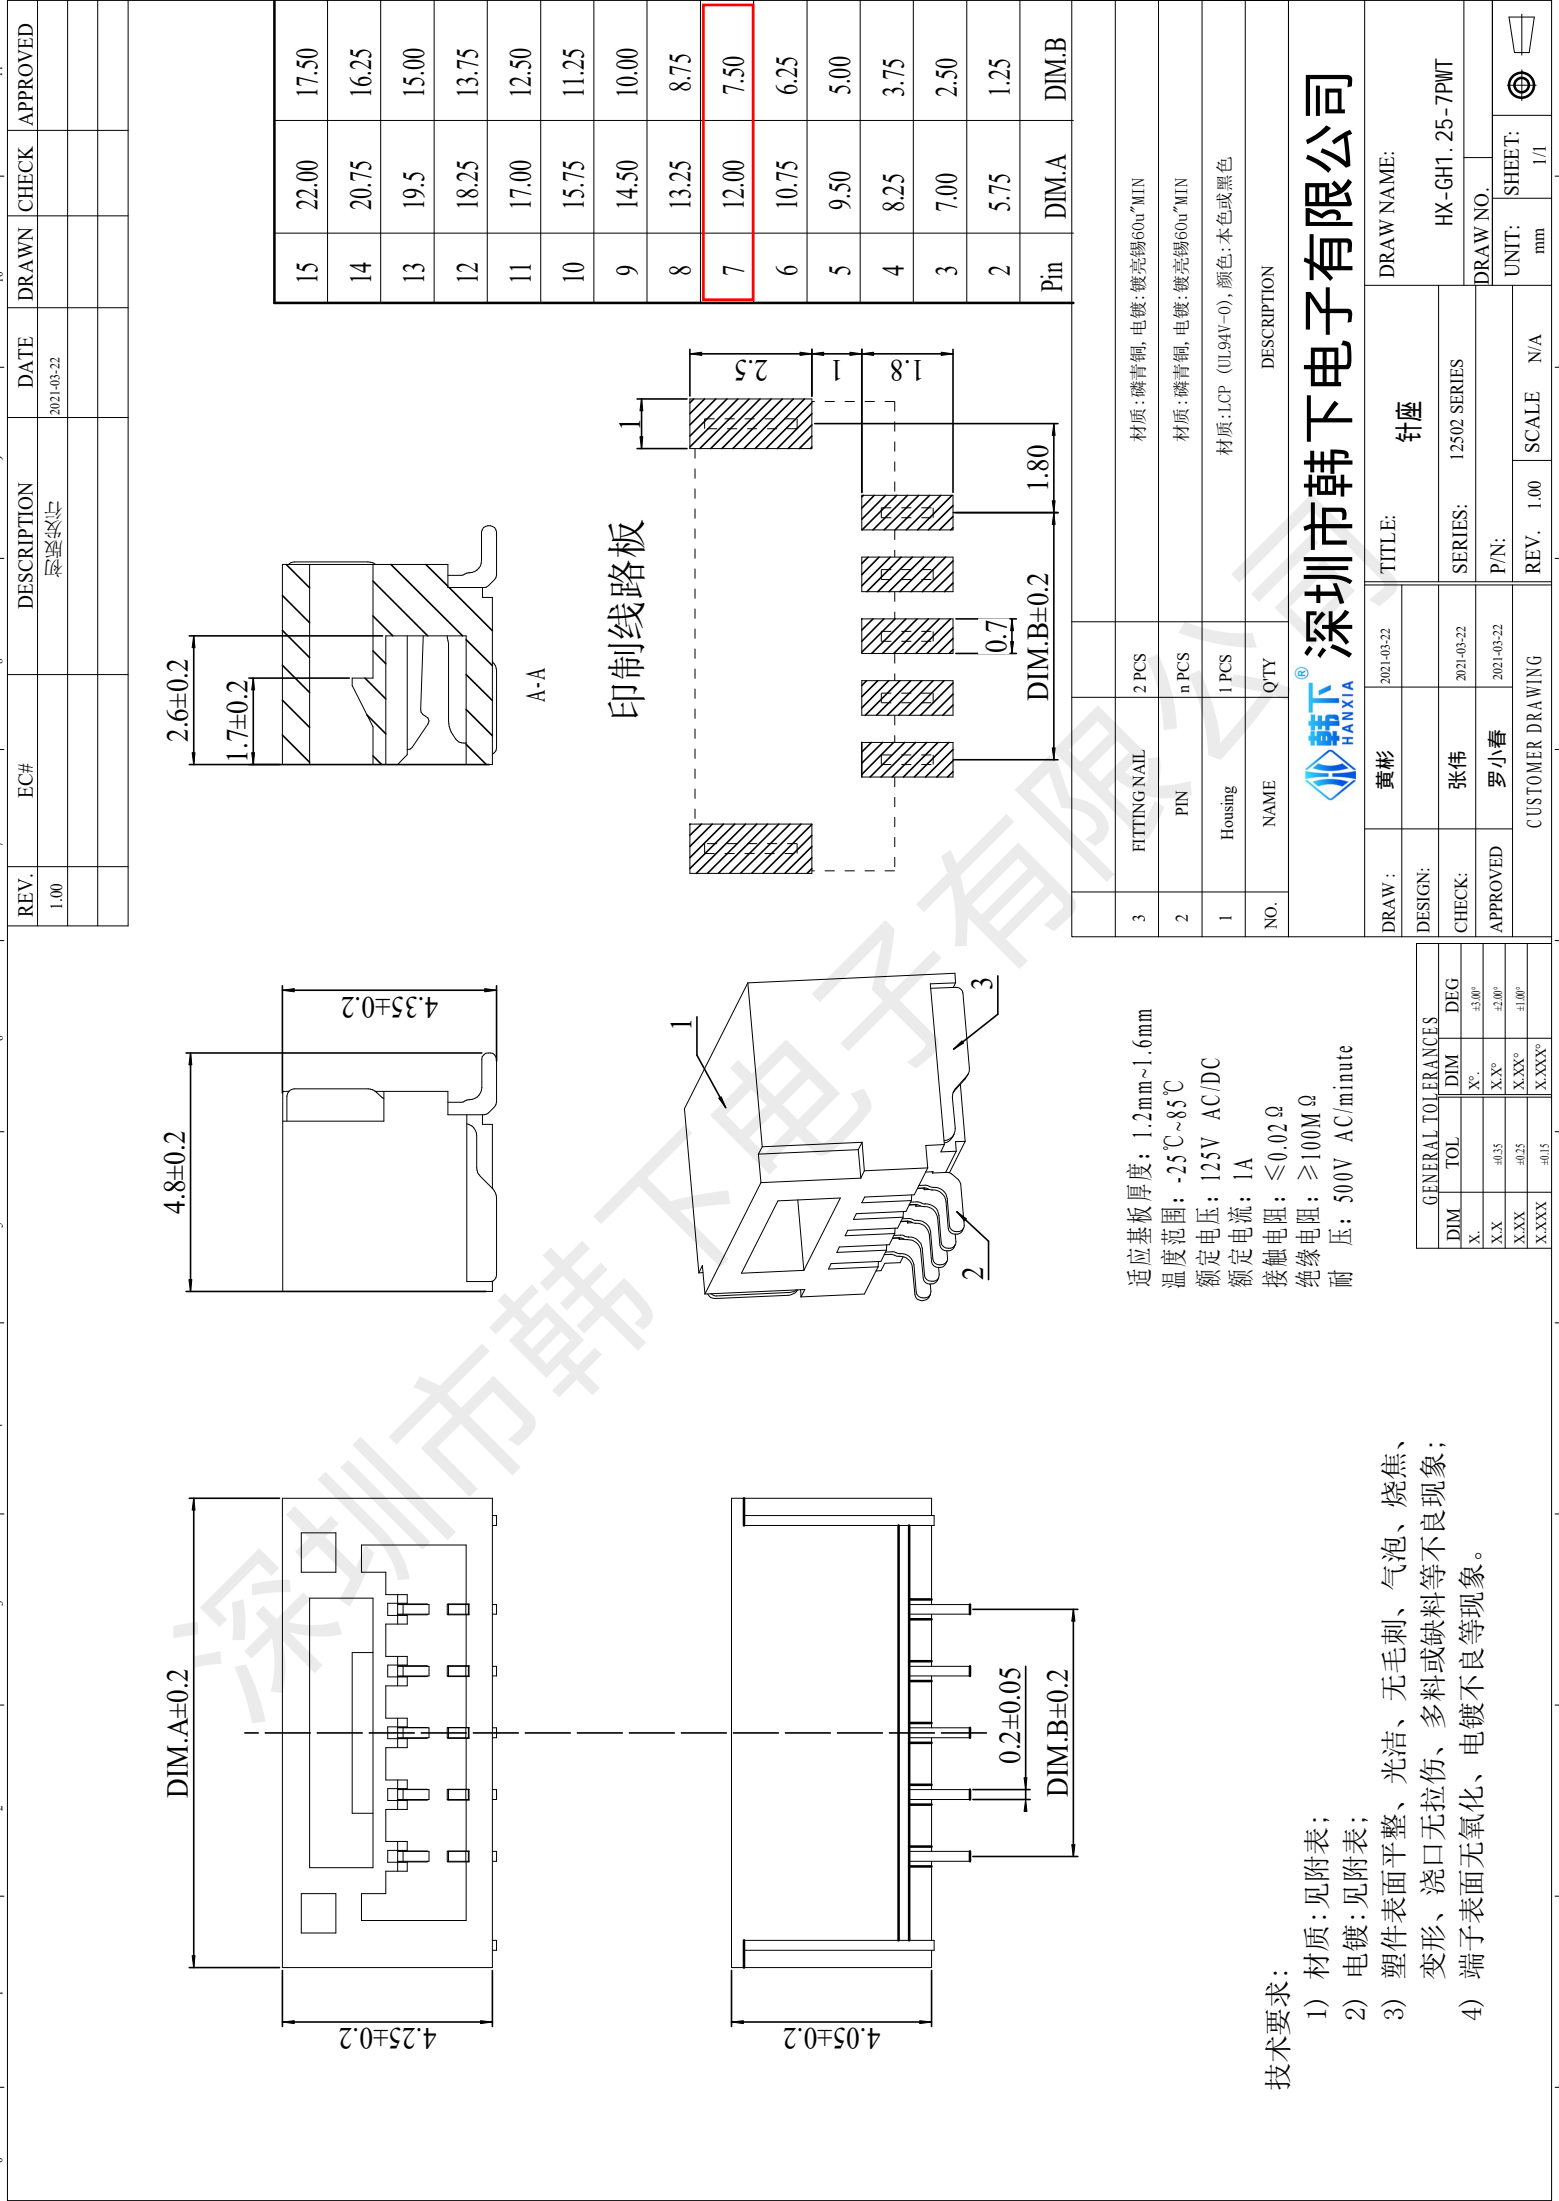 REV. EC# DESCRIPTION DATE DRAWN CHECK APPROVED
1.00 初版发行 2021-03-22
4.8±0.2
4.35±0.2
2.6±0.2
1.7±0.2
A-A
DIM.A±0.2
4.25±0.2
4.05±0.2
0.2±0.05
DIM.B±0.2
1
2
3
印制线路板
1
2.5
1
1.8
1.80
0.7
DIM.B±0.2
15 22.00 17.50
14 20.75 16.25
13 19.5 15.00
12 18.25 13.75
11 17.00 12.50
10 15.75 11.25
9 14.50 10.00
8 13.25 8.75
7 12.00 7.50
6 10.75 6.25
5 9.50 5.00
4 8.25 3.75
3 7.00 2.50
2 5.75 1.25
Pin DIM.A DIM.B
适应基板厚度: 1.2mm~1.6mm
温度范围: -25℃~85℃
额定电压: 125V AC/DC
额定电流: 1A
接触电阻: ≤0.02Ω
绝缘电阻: ≥100MΩ
耐 压: 500V AC/minute
技术要求:
1) 材质:见附表;
2) 电镀:见附表;
3) 塑件表面平整、光洁、无毛刺、气泡、烧焦、
变形、浇口无拉伤、多料或缺料等不良现象;
4) 端子表面无氧化、电镀不良等现象。
GENERAL TOLERANCES
DIM TOL DIM DEG
X. X°. ±3.00°
X.X ±0.35 X.X° ±2.00°
X.XX ±0.25 X.XX° ±1.00°
X.XXX ±0.15 X.XXX°
3 FITTING NAIL 2 PCS 材质:磷青铜,电镀:镀亮锡60u"MIN
2 PIN n PCS 材质:磷青铜,电镀:镀亮锡60u"MIN
1 Housing 1 PCS 材质:LCP (UL94V-0),颜色:本色或黑色
NO. NAME Q'TY DESCRIPTION
韩下® HANXIA 深圳市韩下电子有限公司
DRAW: 黄彬 2021-03-22 TITLE: 针座 DRAW NAME:
HX-GH1.25-7PWT
DESIGN:
CHECK: 张伟 2021-03-22 SERIES: 12502 SERIES
DRAW NO.
APPROVED 罗小春 2021-03-22 P/N:
UNIT: mm SHEET: 1/1
CUSTOMER DRAWING REV. 1.00 SCALE N/A
深圳市韩下电子有限公司